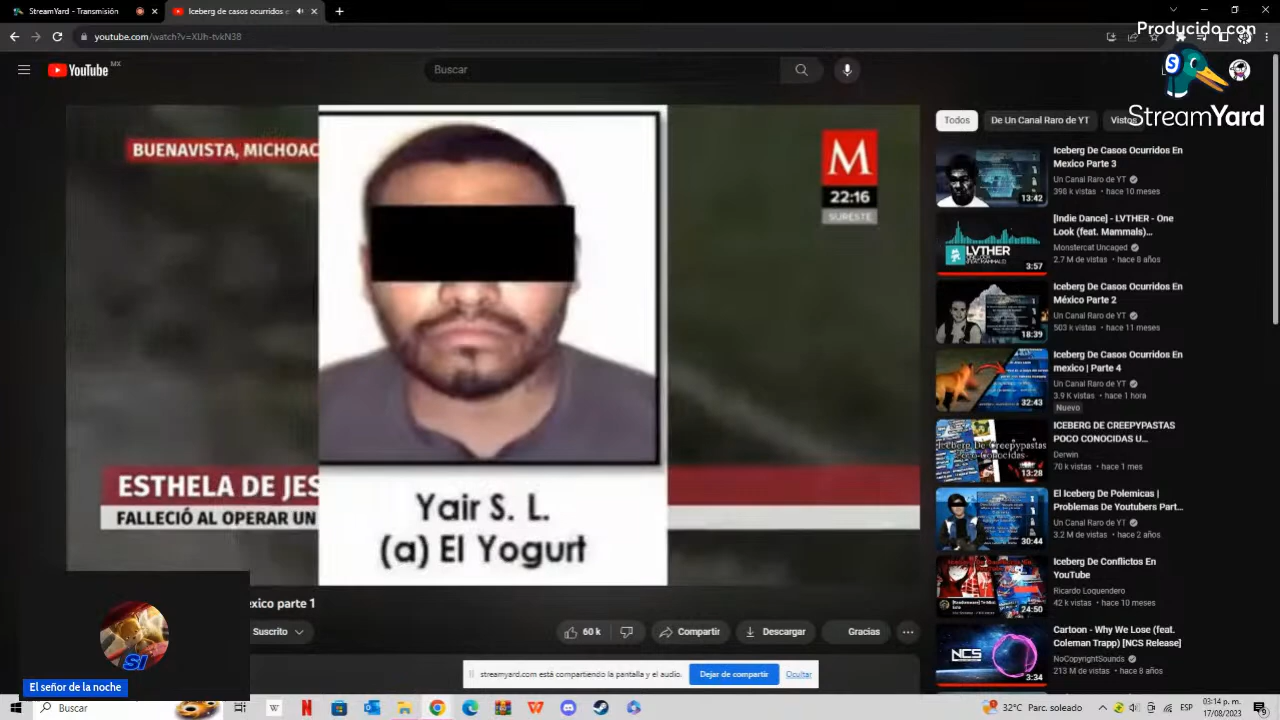 StreamYard - Transmisión
Iceberg de casos ocurridos e
youtube.com/watch?v=XlJh-tvkN38
Producido con
StreamYard
YouTube MX
Buscar
BUENAVISTA, MICHOAC
M
22:16
SURESTE
ESTHELA DE JES
FALLECIÓ AL OPERAR
Yair S. L.
(a) El Yogurt
exico parte 1
Suscrito
60 k
Compartir
Descargar
Gracias
SI
El señor de la noche
streamyard.com está compartiendo la pantalla y el audio.
Dejar de compartir
Ocultar
Todos
De Un Canal Raro de YT
Vistos
Iceberg De Casos Ocurridos En
Mexico Parte 3
Un Canal Raro de YT
398 k vistas • hace 10 meses
13:42
[Indie Dance] - LVTHER - One
Look (feat. Mammals)...
Monstercat Uncaged
2.7 M de vistas • hace 8 años
LVTHER
3:57
Iceberg De Casos Ocurridos En
México Parte 2
Un Canal Raro de YT
503 k vistas • hace 11 meses
18:39
Iceberg De Casos Ocurridos En
mexico | Parte 4
Un Canal Raro de YT
3.9 K vistas • hace 1 hora
Nuevo
32:43
ICEBERG DE CREEPYPASTAS
POCO CONOCIDAS U...
Derwin
70 k vistas • hace 1 mes
Iceberg De Creepypastas
Poco Conocidas
13:28
El Iceberg De Polemicas |
Problemas De Youtubers Part...
Un Canal Raro de YT
3.2 M de vistas • hace 2 años
30:44
Iceberg De Conflictos En
YouTube
Ricardo Loquendero
42 k vistas • hace 10 meses
24:50
Cartoon - Why We Lose (feat.
Coleman Trapp) [NCS Release]
NoCopyrightSounds
213 M de vistas • hace 8 años
NCS
3:34
Buscar
32°C Parc. soleado
ESP
03:14 p. m.
17/08/2023